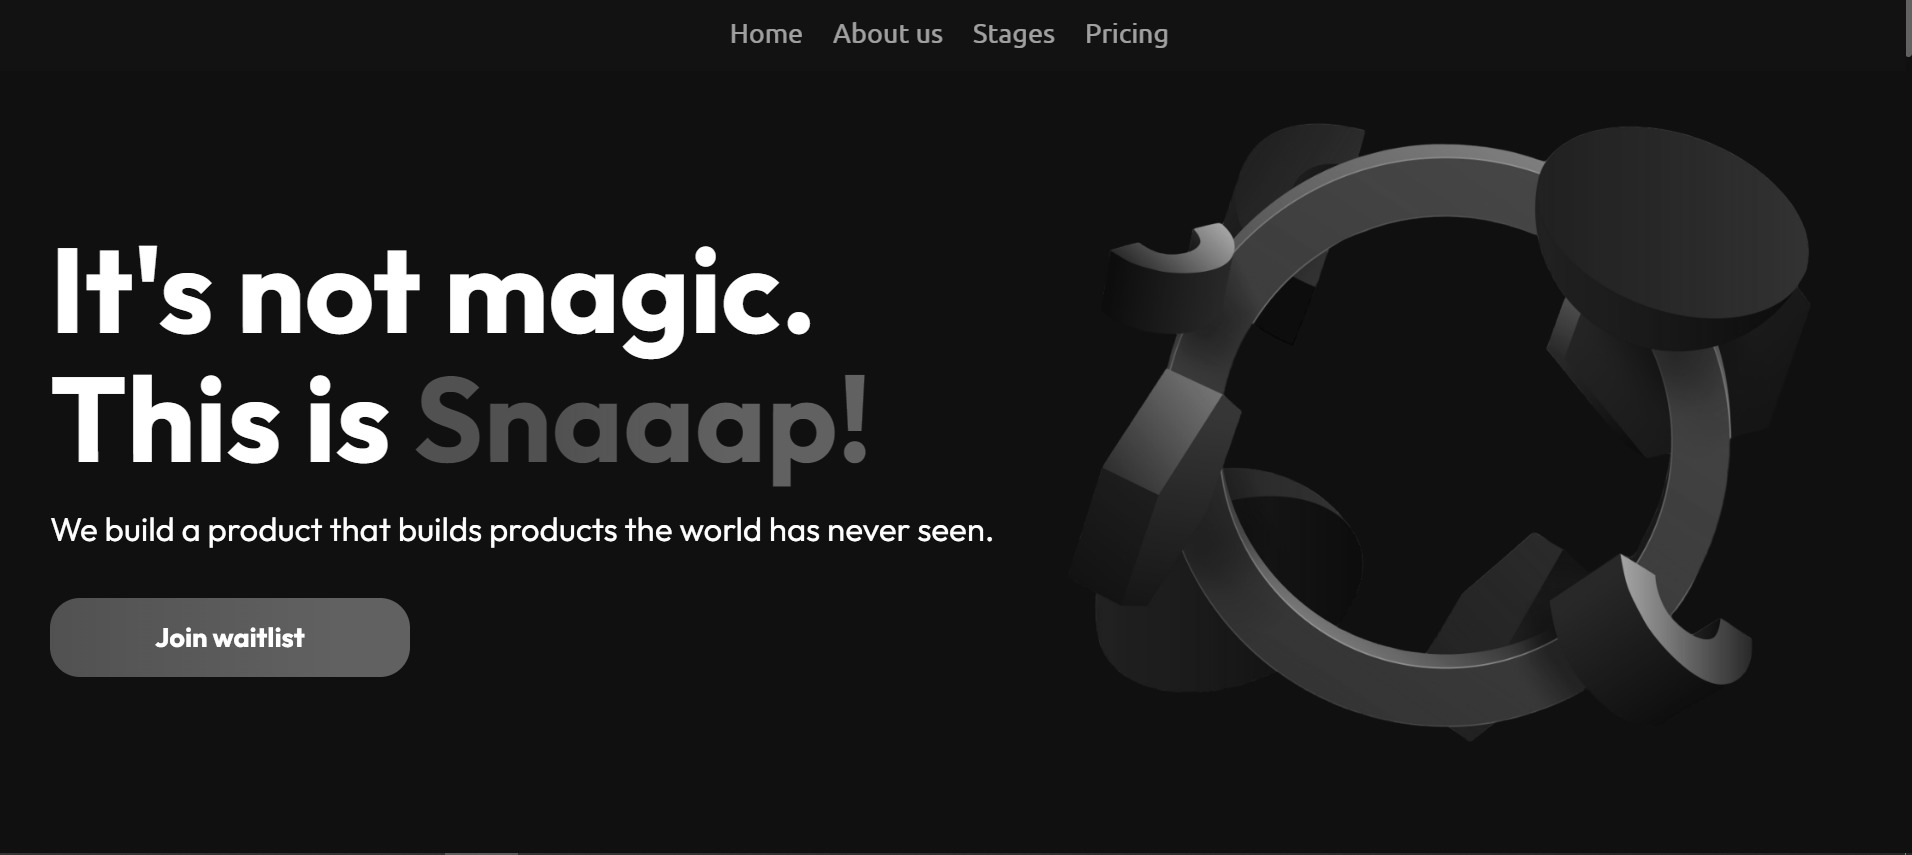 Home About us Stages Pricing
It's not magic.
This is Snaaap!
We build a product that builds products the world has never seen.
Join waitlist